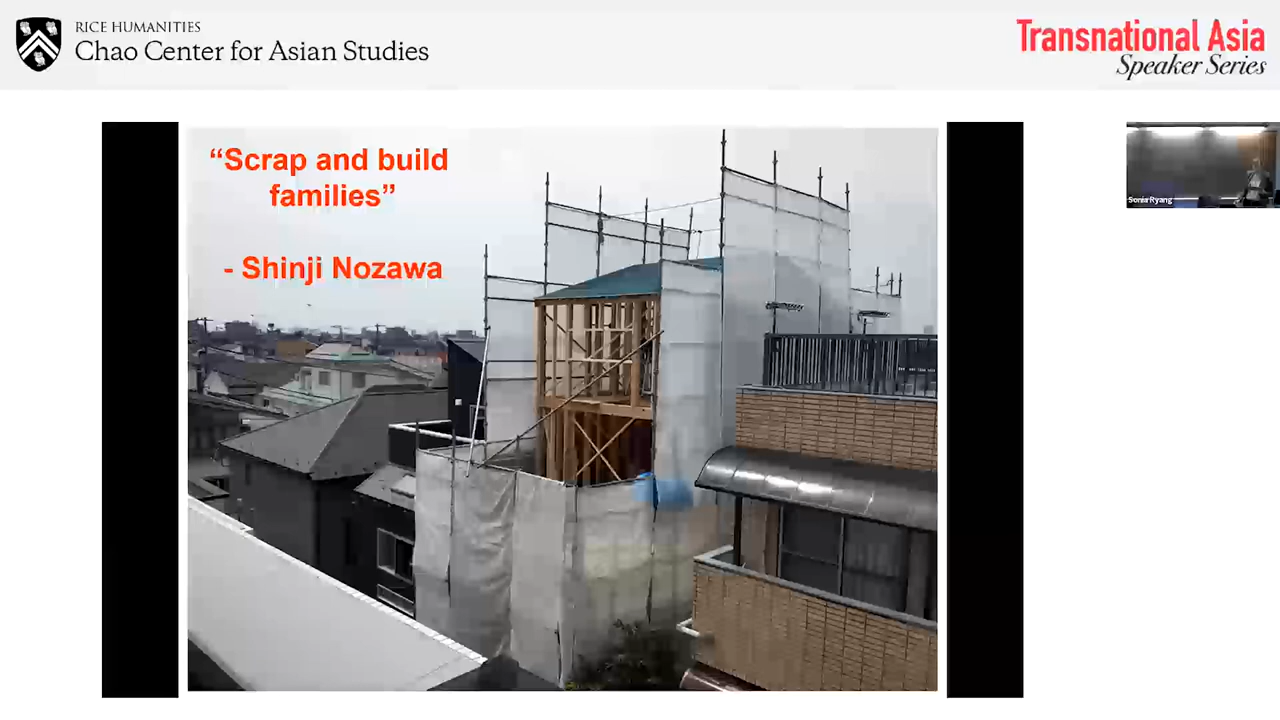 RICE HUMANITIES
Chao Center for Asian Studies
Transnational Asia
Speaker Series
“Scrap and build
families”
- Shinji Nozawa
Sonia Ryang